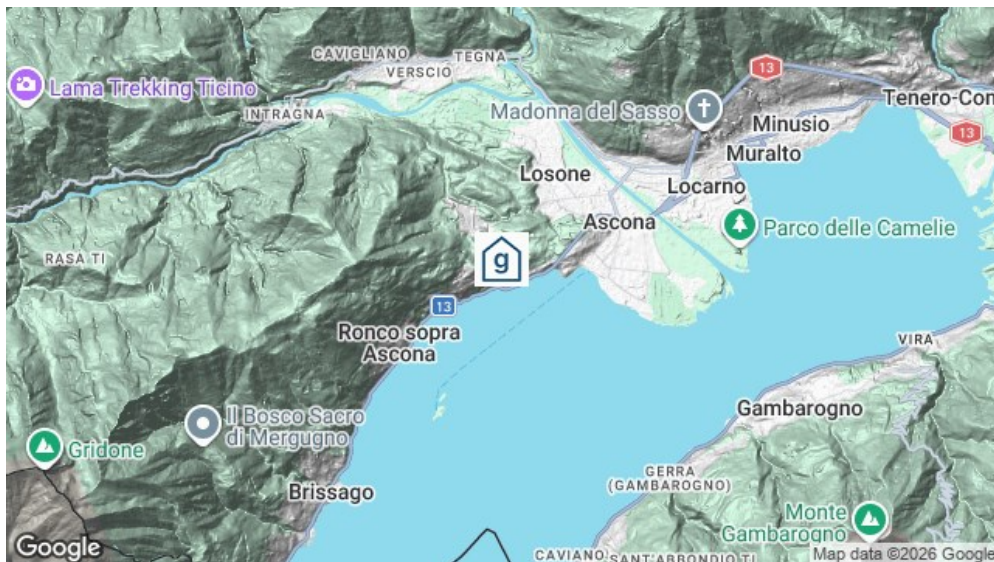 CAVIGLIANO
TEGNA
VERSCIO
Lama Trekking Ticino
INTRAGNA
13
Tenero-Con
Madonna del Sasso
Minusio
13
Muralto
Losone
Locarno
Ascona
Parco delle Camelie
RASA TI
g
13
Ronco sopra
Ascona
VIRA
Il Bosco Sacro
di Mergugno
Gambarogno
Gridone
GERRA
(GAMBAROGNO)
Brissago
Monte
Gambarogno
Google
CAVIANO
SANT'ABBONDIO TI
Map data ©2026 Google